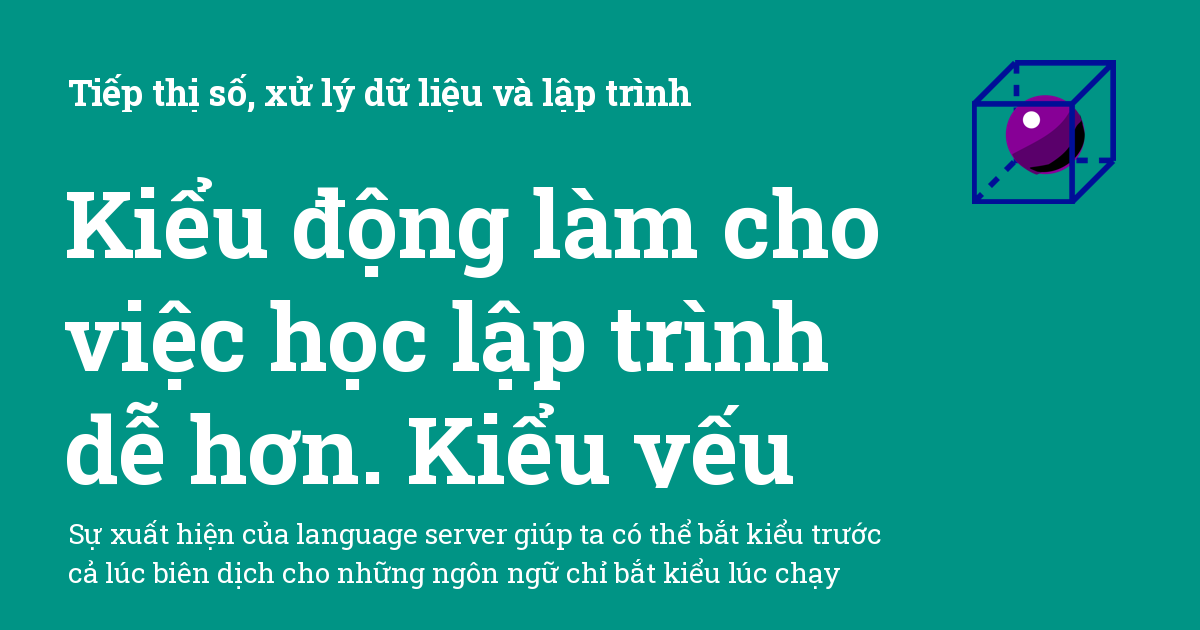 Tiếp thị số, xử lý dữ liệu và lập trình
Kiểu động làm cho
việc học lập trình
dễ hơn. Kiểu yếu
Sự xuất hiện của language server giúp ta có thể bắt kiểu trước
cả lúc biên dịch cho những ngôn ngữ chỉ bắt kiểu lúc chạy